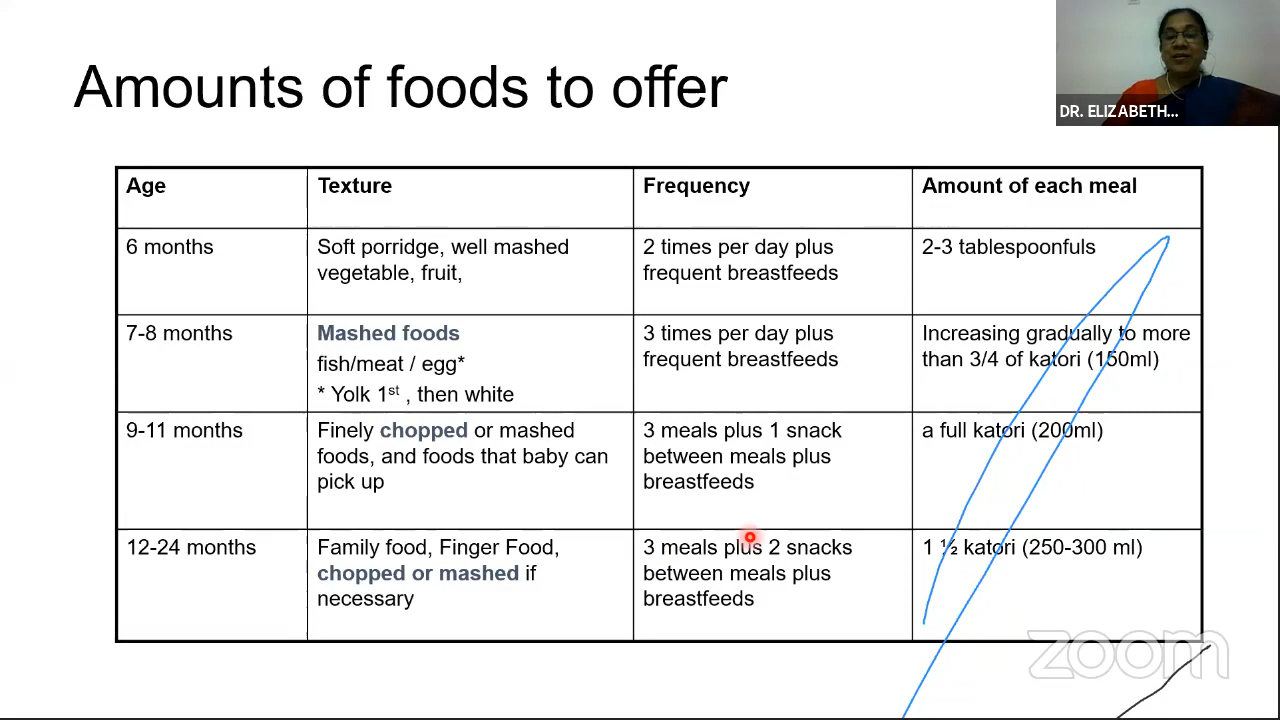 Amounts of foods to offer
DR. ELIZABETH...
Age
Texture
Frequency
Amount of each meal
6 months
Soft porridge, well mashed
vegetable, fruit,
2 times per day plus
frequent breastfeeds
2-3 tablespoonfuls
7-8 months
Mashed foods
fish/meat / egg*
* Yolk 1st , then white
3 times per day plus
frequent breastfeeds
Increasing gradually to more
than 3/4 of katori (150ml)
9-11 months
Finely chopped or mashed
foods, and foods that baby can
pick up
3 meals plus 1 snack
between meals plus
breastfeeds
a full katori (200ml)
12-24 months
Family food, Finger Food,
chopped or mashed if
necessary
3 meals plus 2 snacks
between meals plus
breastfeeds
1 ½ katori (250-300 ml)
zoom